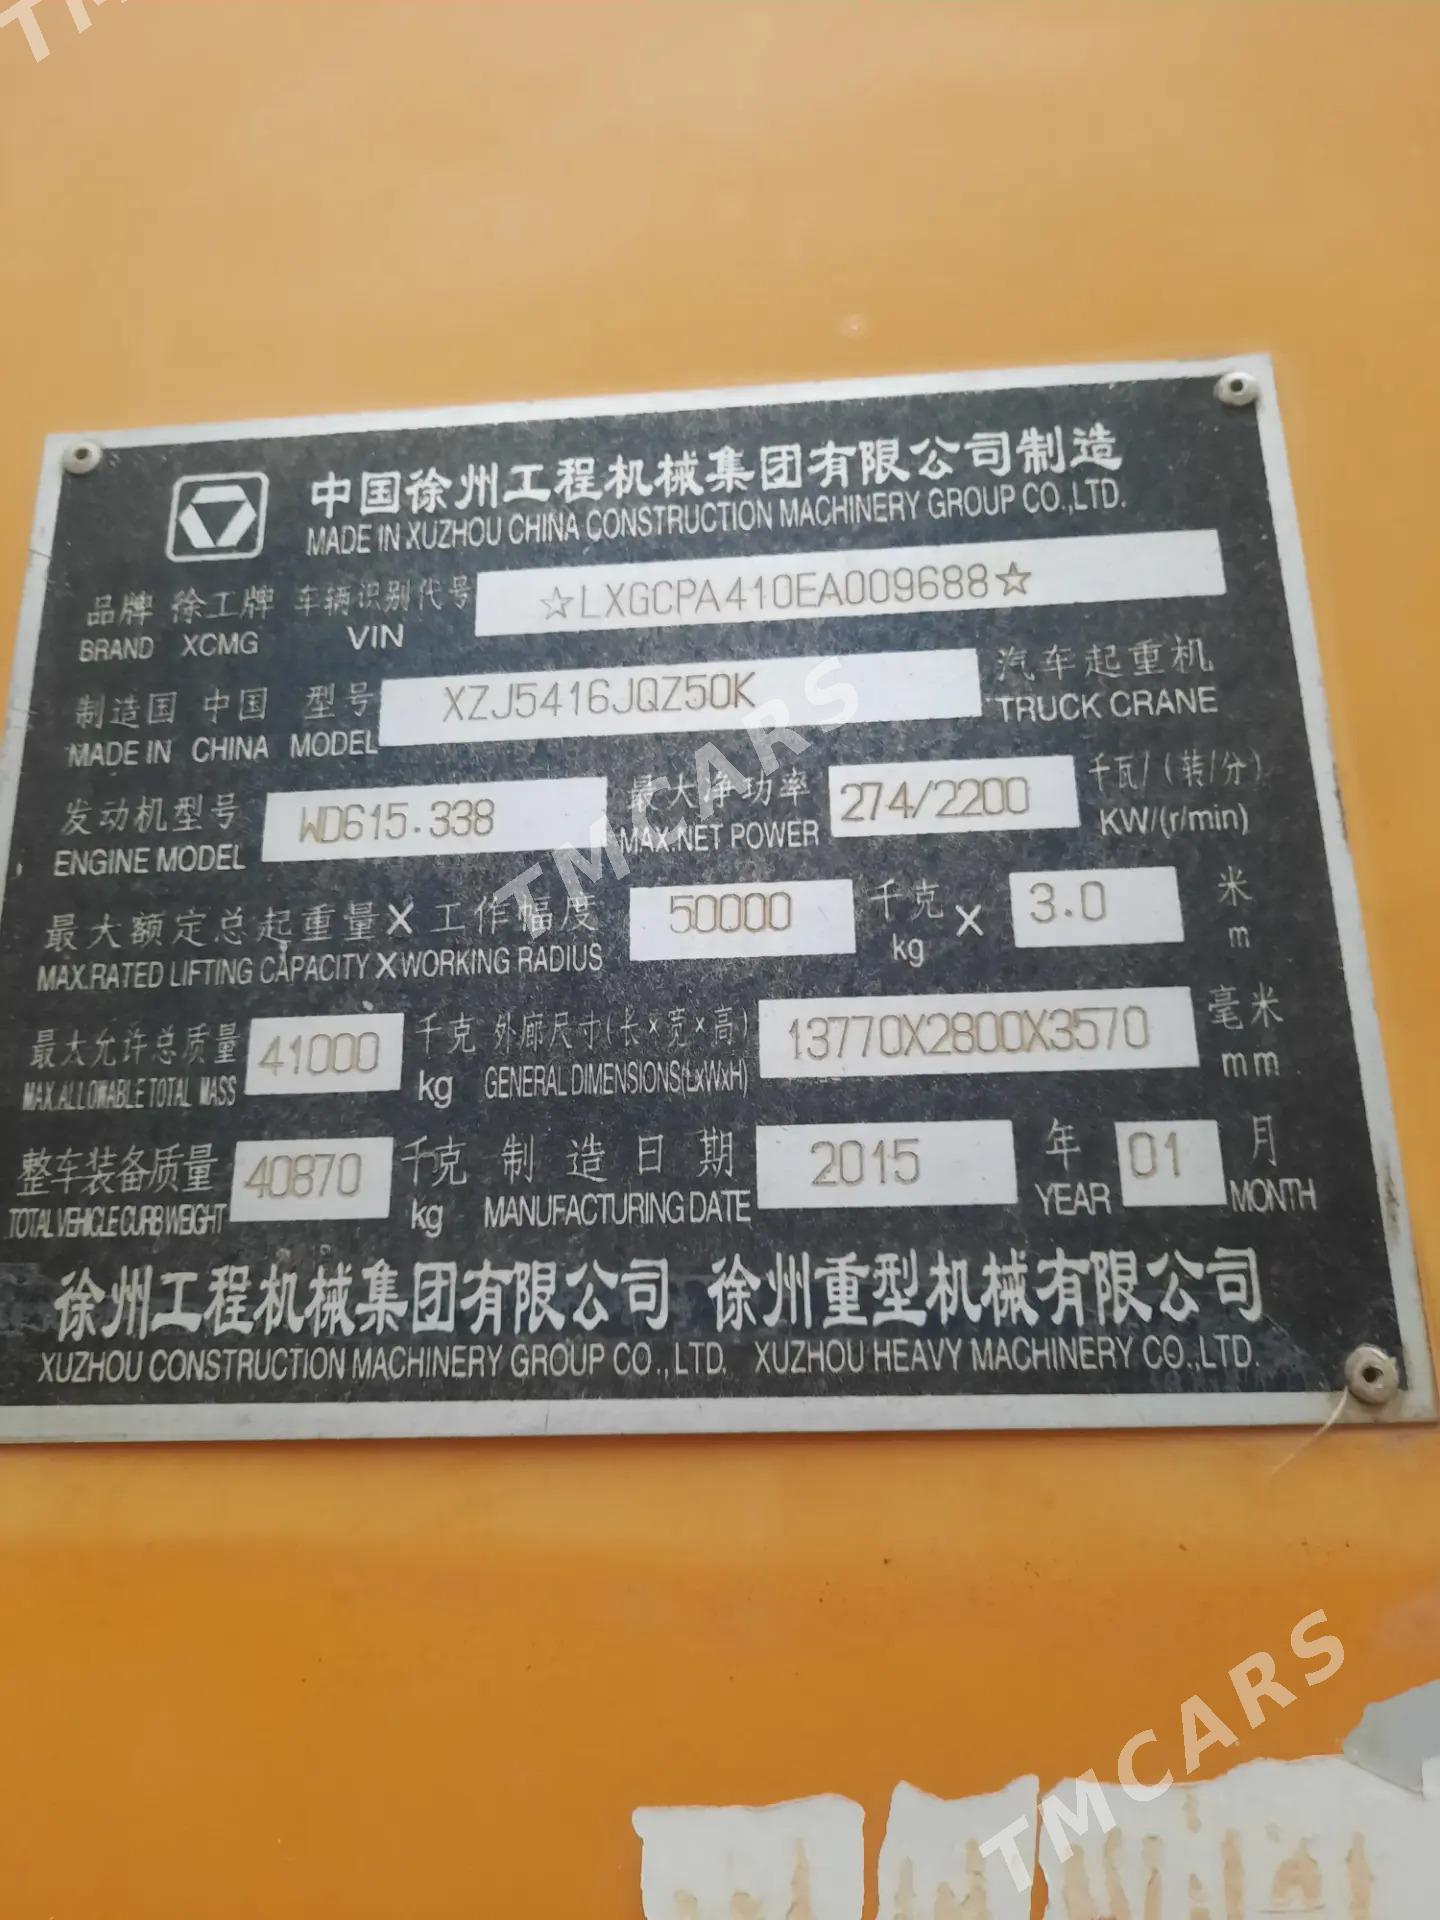 中国徐州工程机械集团有限公司制造
MADE IN XUZHOU CHINA CONSTRUCTION MACHINERY GROUP CO.,LTD.
品牌 徐工牌 车辆识别代号 ☆LXGCPA410EA009688☆
BRAND XCMG VIN
制造国 中国 型号 XZJ5416JQZ50K 汽车起重机
MADE IN CHINA MODEL TRUCK CRANE
发动机型号 WD615.338 最大净功率 274/2200 千瓦/(转/分)
ENGINE MODEL MAX.NET POWER KW/(r/min)
最大额定总起重量×工作幅度 50000 千克 × 3.0 米
MAX.RATED LIFTING CAPACITY X WORKING RADIUS kg m
最大允许总质量 41000 千克 外廊尺寸(长×宽×高) 13770X2800X3570 毫米
MAX.ALLOWABLE TOTAL MASS kg GENERAL DIMENSIONS(LxWxH) mm
整车装备质量 40870 千克 制造日期 2015 年 01 月
TOTAL VEHICLE CURB WEIGHT kg MANUFACTURING DATE YEAR MONTH
徐州工程机械集团有限公司 徐州重型机械有限公司
XUZHOU CONSTRUCTION MACHINERY GROUP CO.,LTD. XUZHOU HEAVY MACHINERY CO.,LTD.
TMCARS
TMCARS